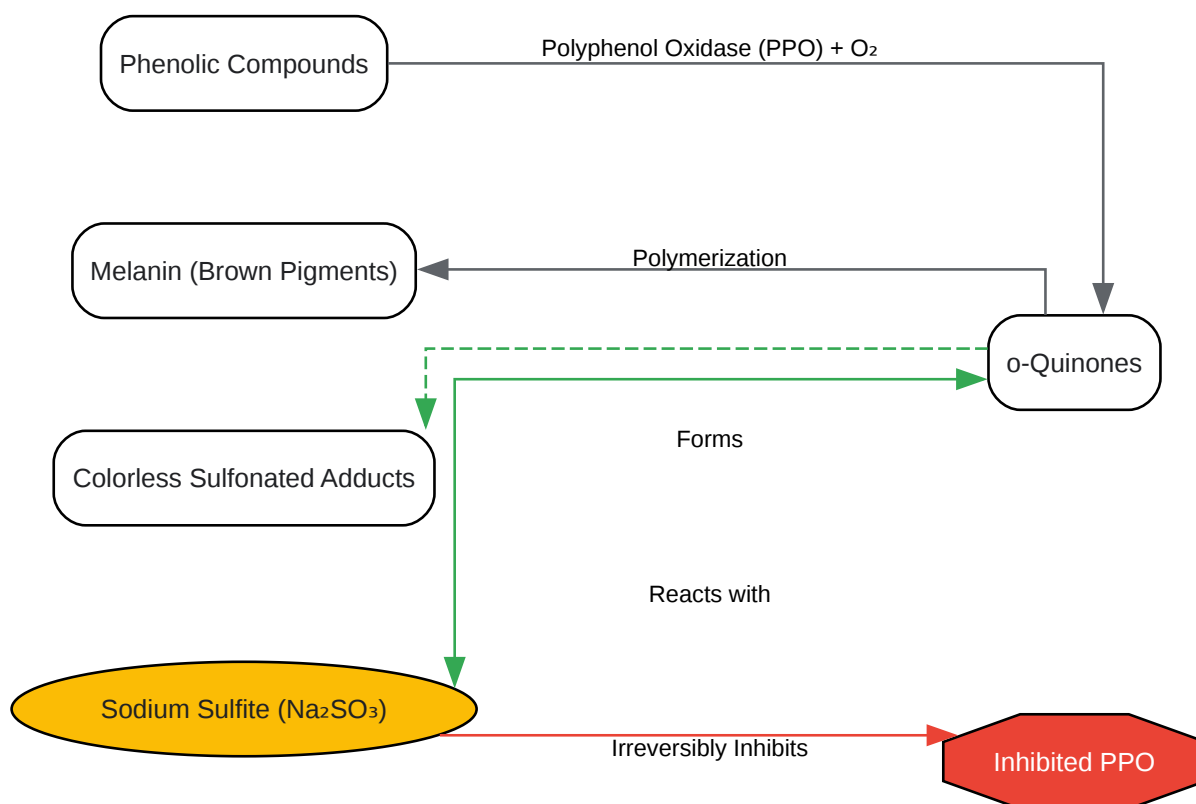 Polyphenol Oxidase (PPO) + O₂
Phenolic Compounds
Polymerization
Melanin (Brown Pigments)
o-Quinones
Forms
Colorless Sulfonated Adducts
Reacts with
Sodium Sulfite (Na₂SO₃)
Irreversibly Inhibits
Inhibited PPO